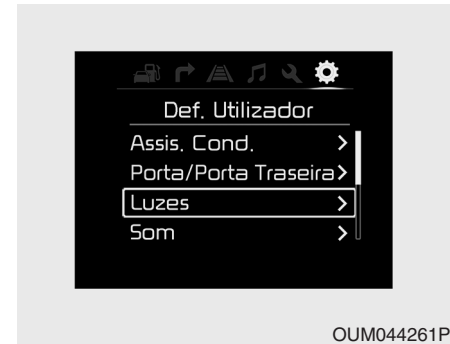 Def. Utilizador
Assis. Cond. >
Porta/Porta Traseira >
Luzes >
Som >
OUM044261P